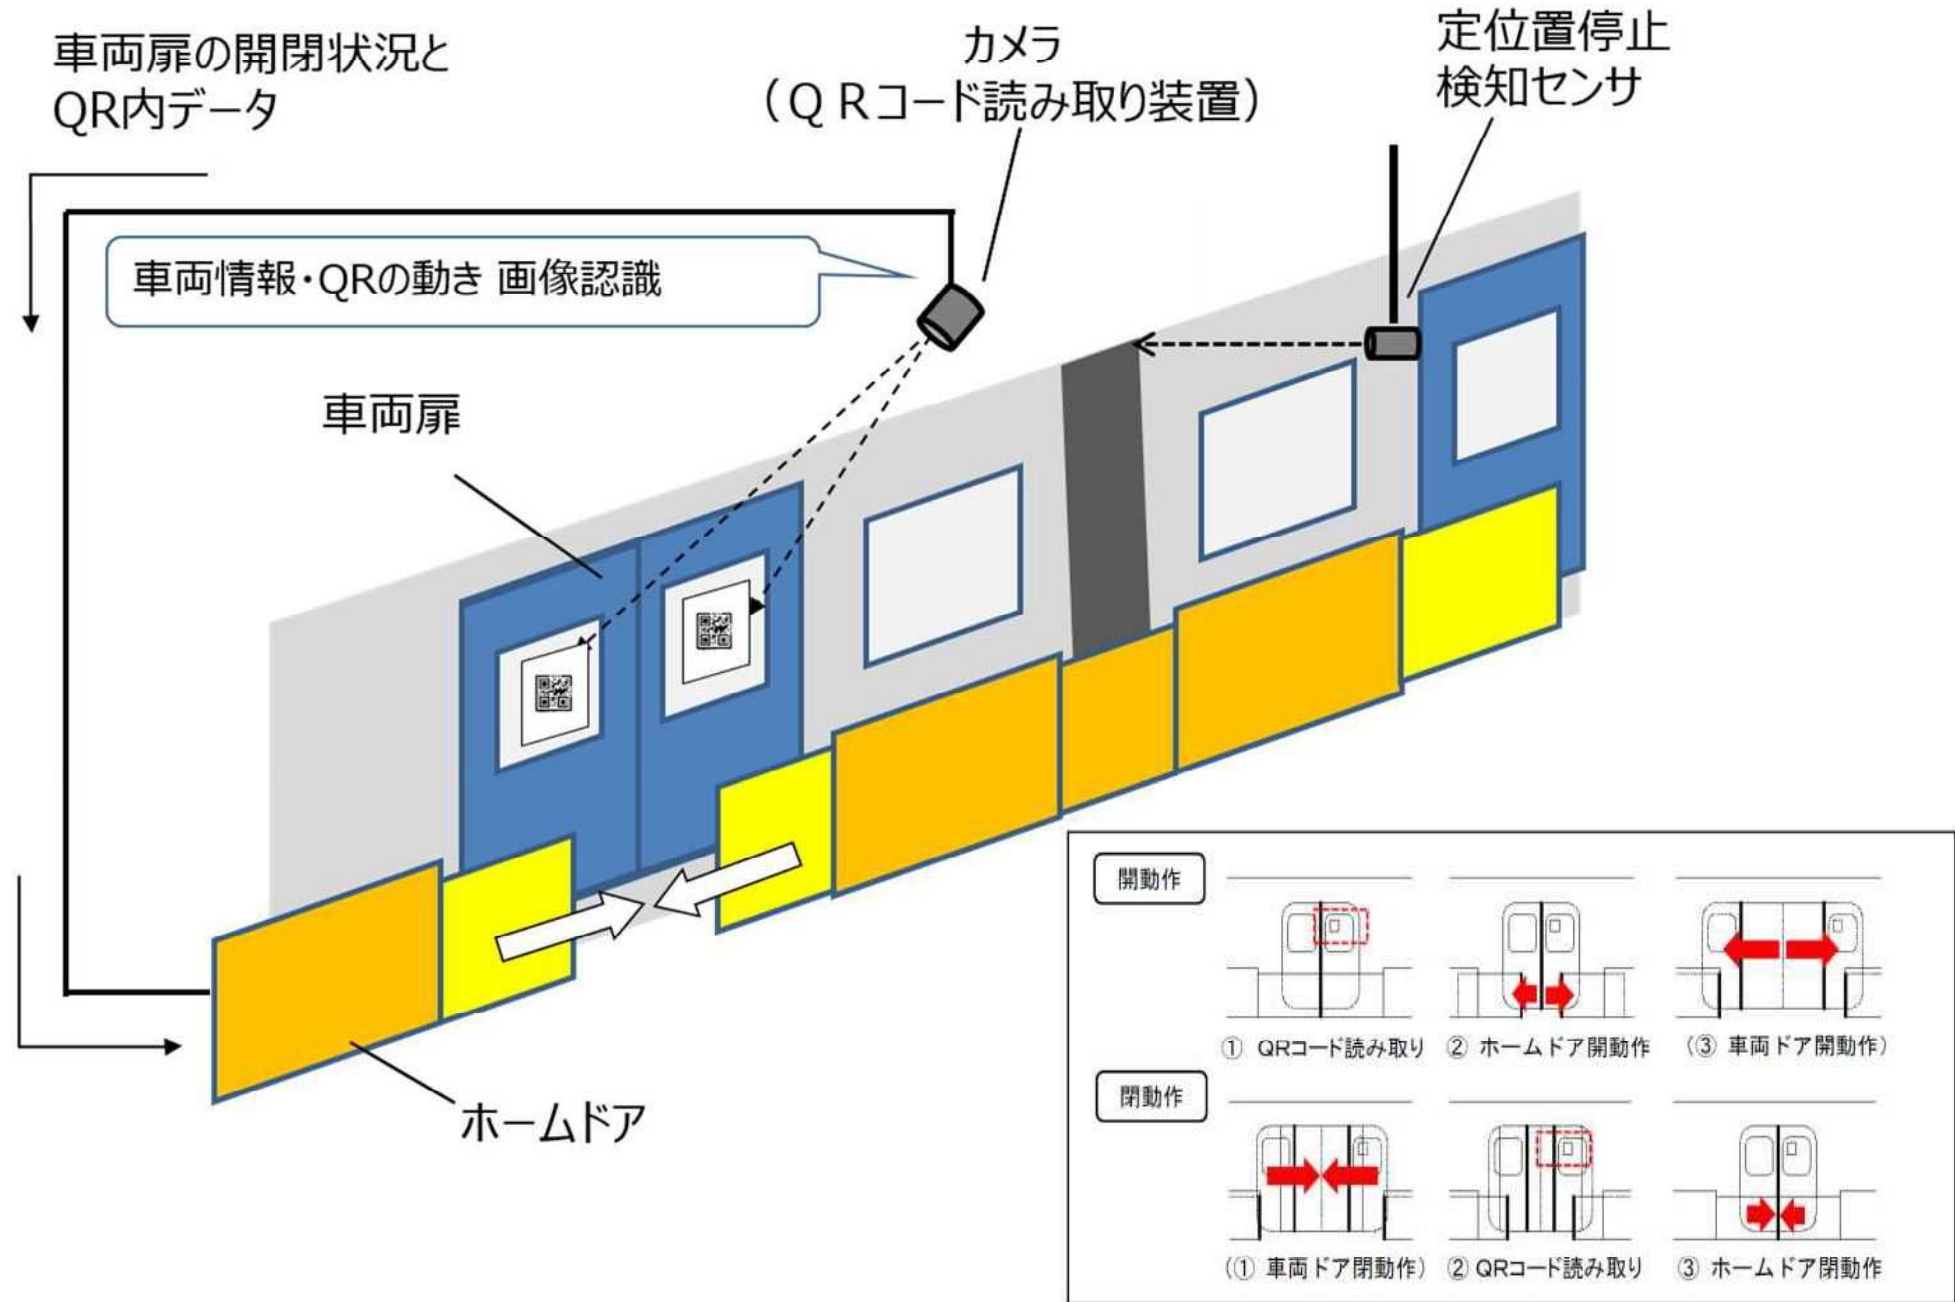 車両扉の開閉状況と
QR内データ
カメラ
(QRコード読み取り装置)
定位置停止
検知センサ
車両情報・QRの動き 画像認識
車両扉
ホームドア
開動作
① QRコード読み取り
② ホームドア開動作
(③ 車両ドア開動作)
閉動作
(① 車両ドア閉動作)
② QRコード読み取り
③ ホームドア閉動作